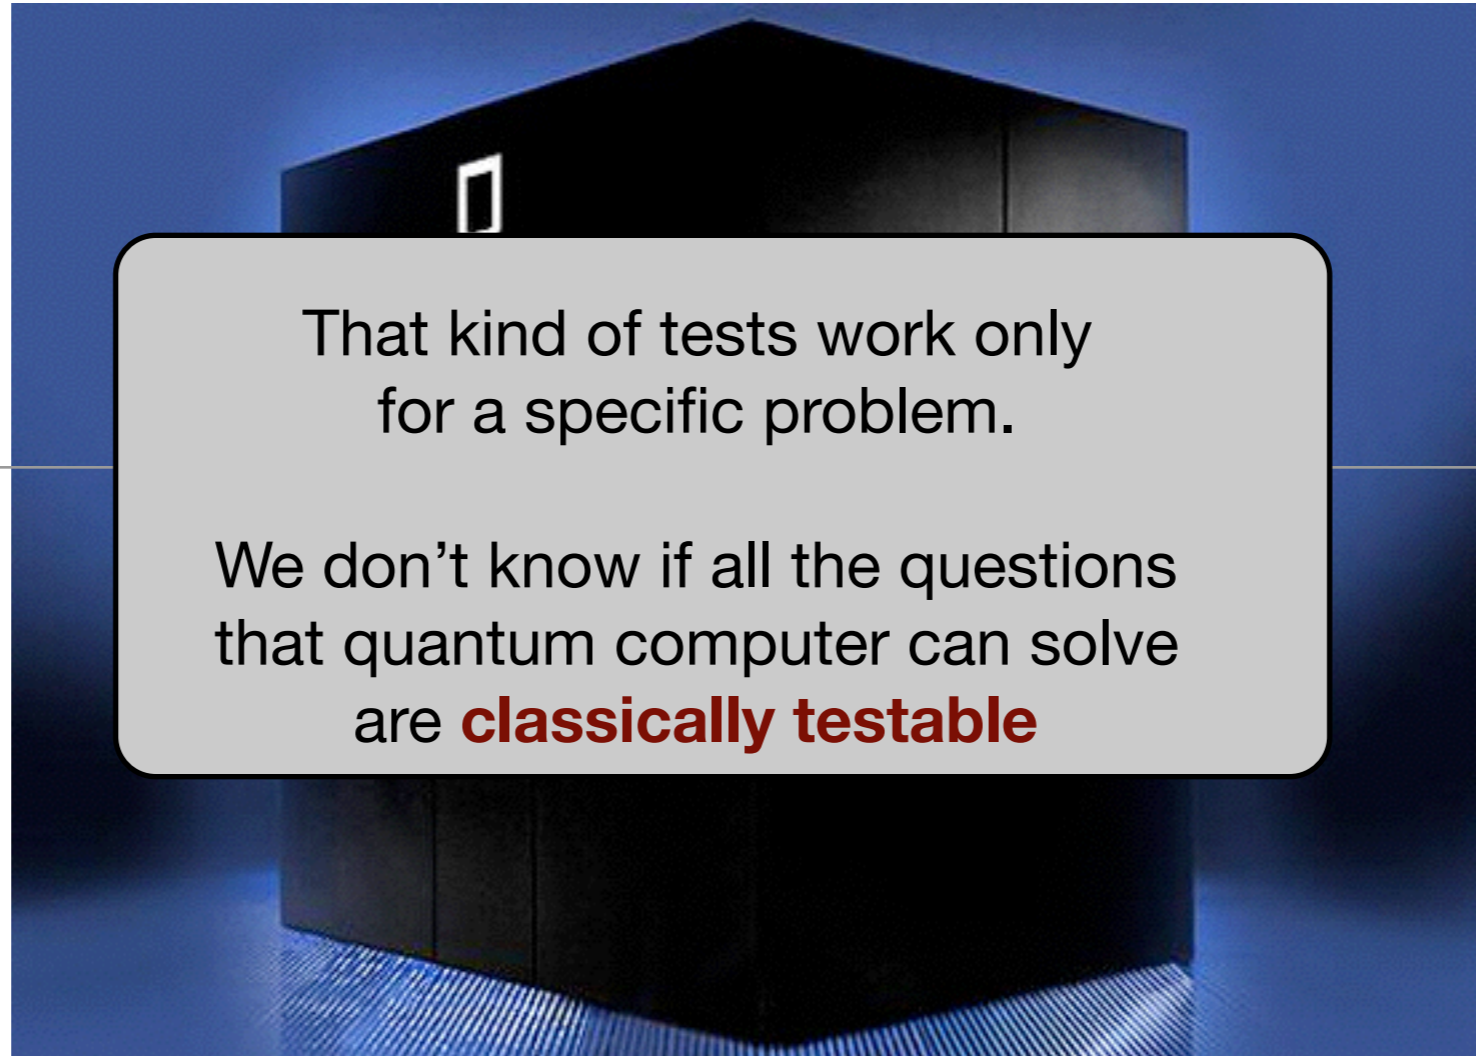 That kind of tests work only
for a specific problem.
We don’t know if all the questions
that quantum computer can solve
are classically testable